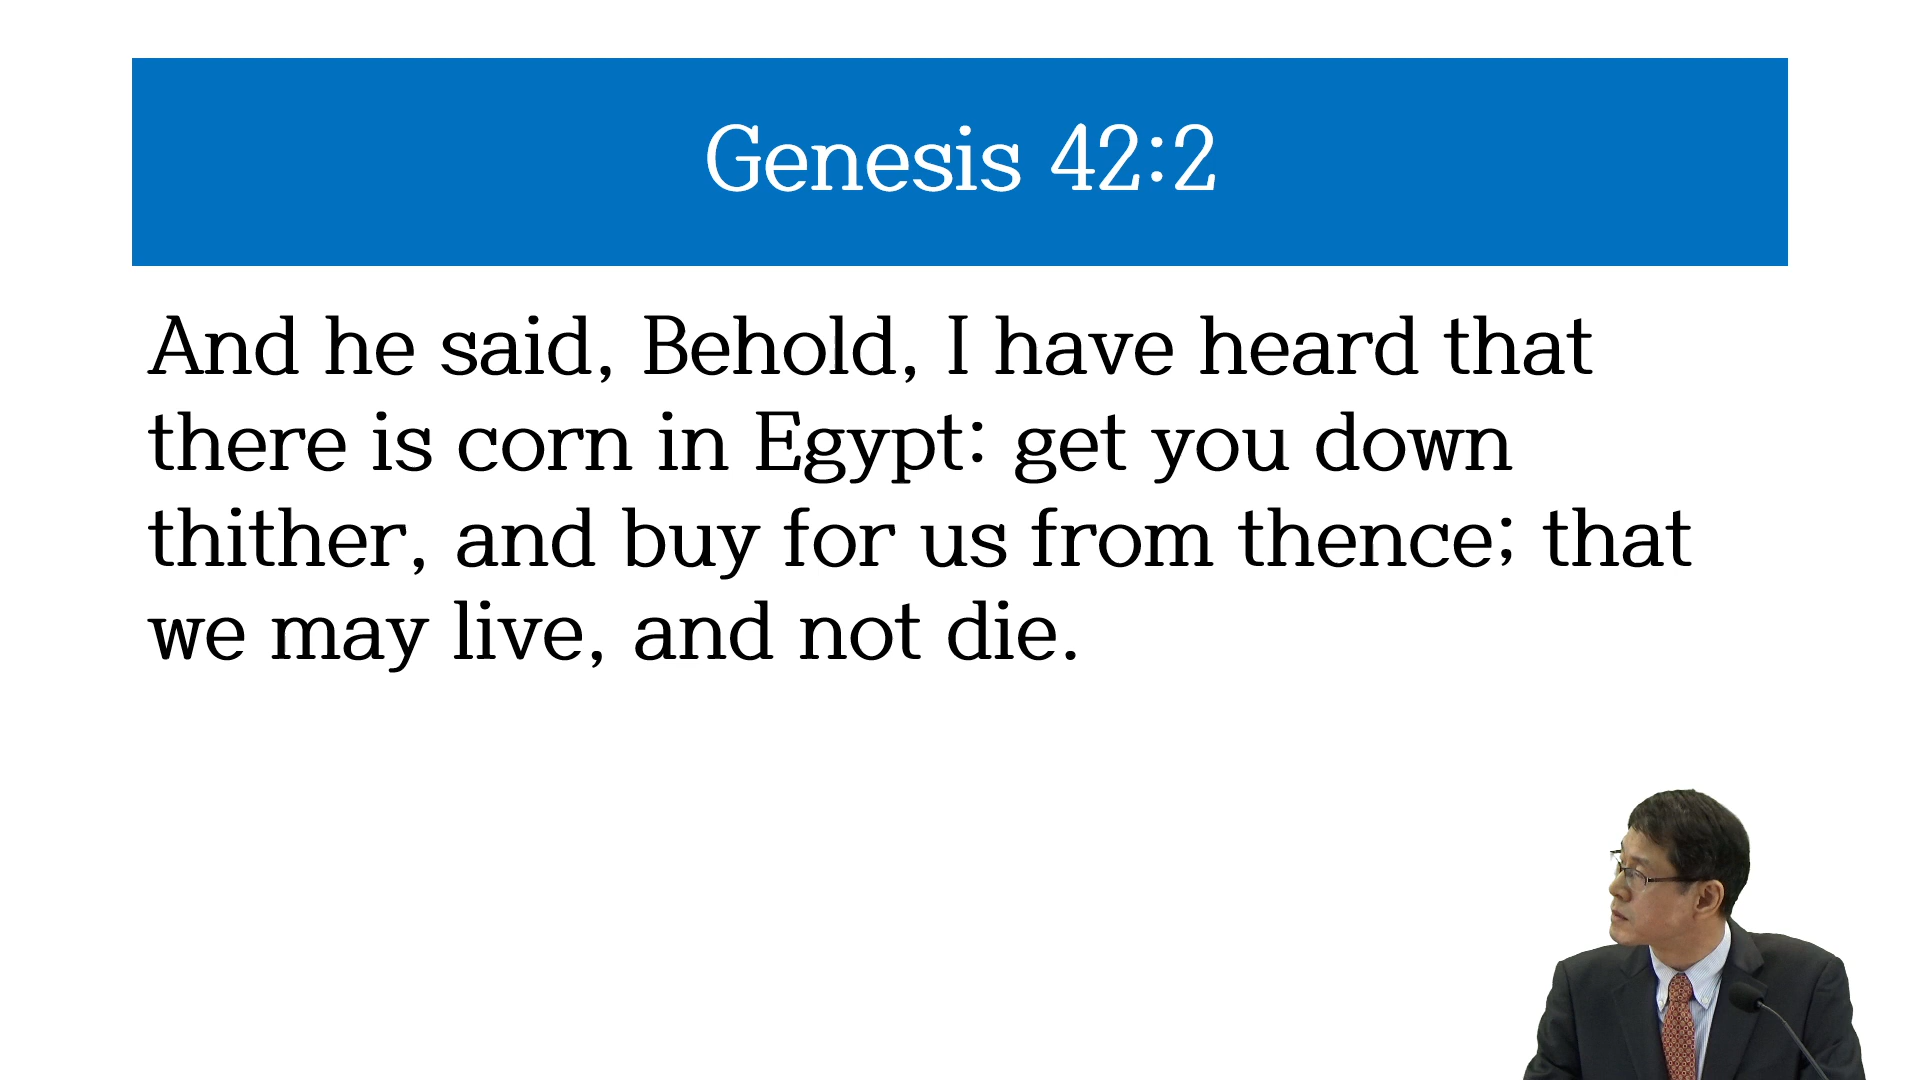 Genesis 42:2
And he said, Behold, I have heard that
there is corn in Egypt: get you down
thither, and buy for us from thence; that
we may live, and not die.